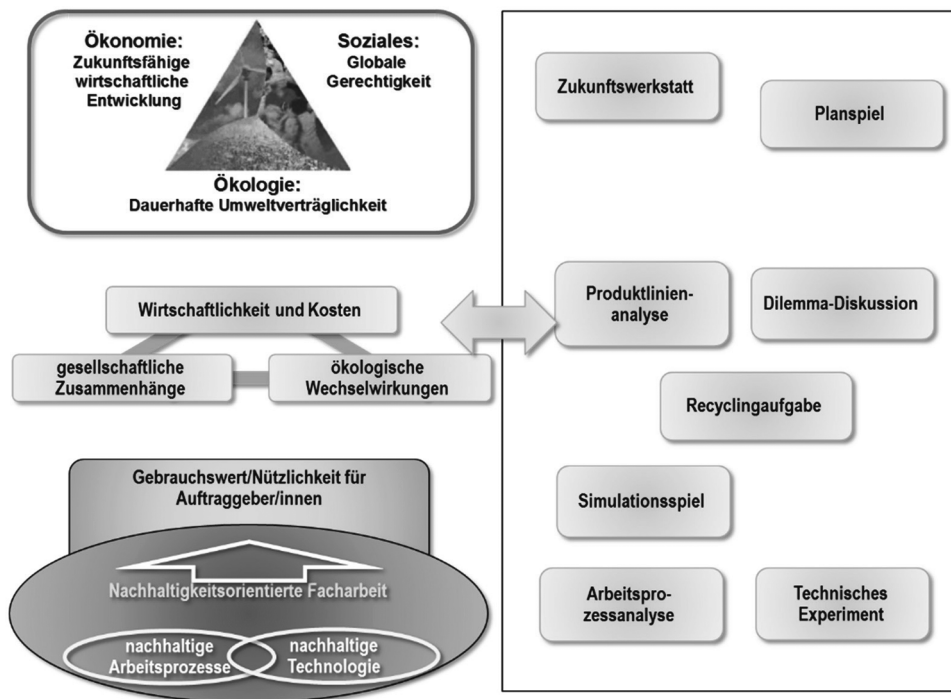 Ökonomie:
Zukunftsfähige
wirtschaftliche
Entwicklung
Soziales:
Globale
Gerechtigkeit
Ökologie:
Dauerhafte Umweltverträglichkeit
Wirtschaftlichkeit und Kosten
gesellschaftliche
Zusammenhänge
ökologische
Wechselwirkungen
Gebrauchswert/Nützlichkeit für
Auftraggeber/innen
Nachhaltigkeitsorientierte Facharbeit
nachhaltige
Arbeitsprozesse
nachhaltige
Technologie
Zukunftswerkstatt
Planspiel
Produktlinien-
analyse
Dilemma-Diskussion
Recyclingaufgabe
Simulationsspiel
Arbeitspro-
zessanalyse
Technisches
Experiment